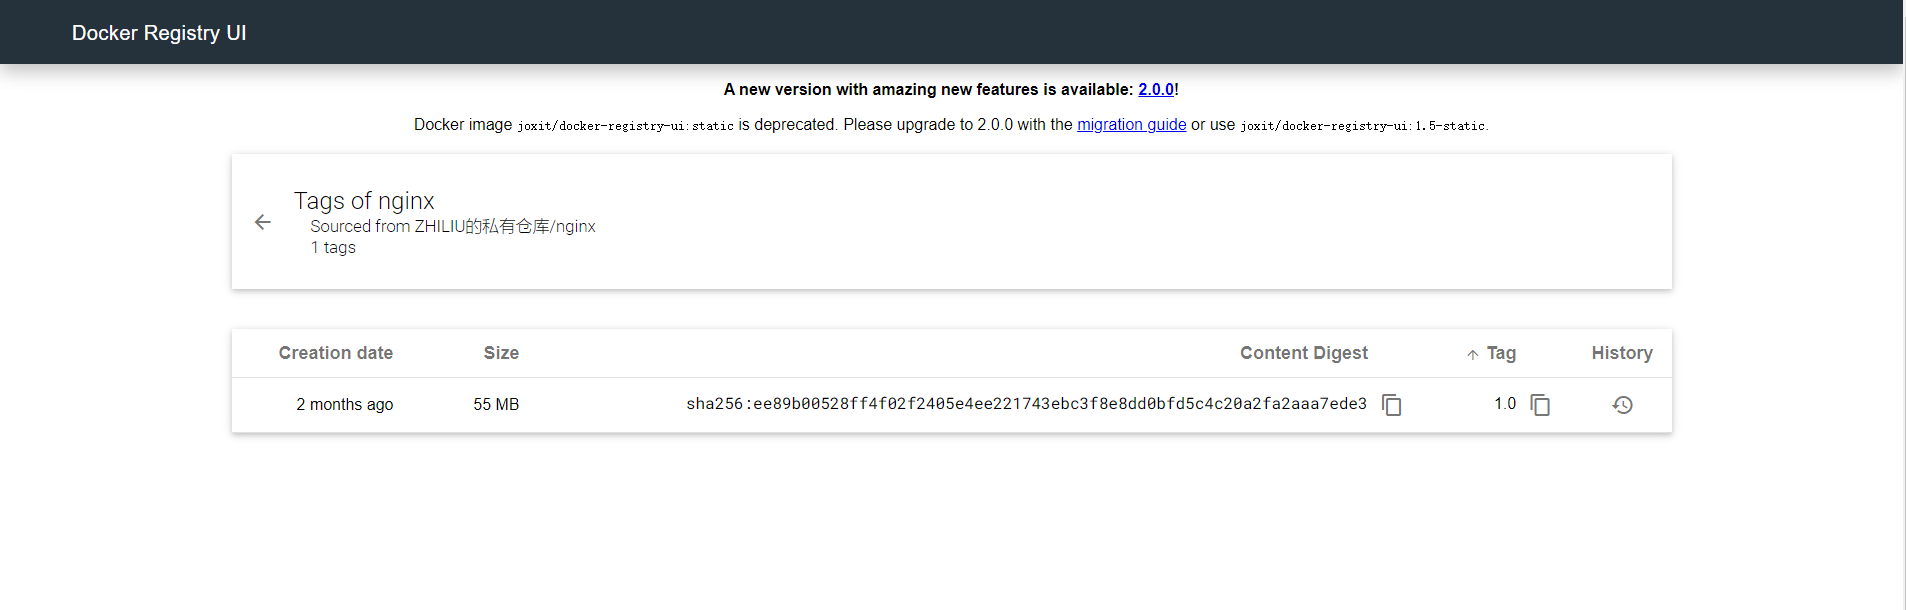 Docker Registry UI
A new version with amazing new features is available: 2.0.0!
Docker image joxit/docker-registry-ui:static is deprecated. Please upgrade to 2.0.0 with the migration guide or use joxit/docker-registry-ui:1.5-static.
Tags of nginx
Sourced from ZHILIU的私有仓库/nginx
1 tags
Creation date Size Content Digest Tag History
2 months ago 55 MB sha256:ee89b00528ff4f02f2405e4ee221743ebc3f8e8dd0bfd5c4c20a2fa2aaa7ede3 1.0